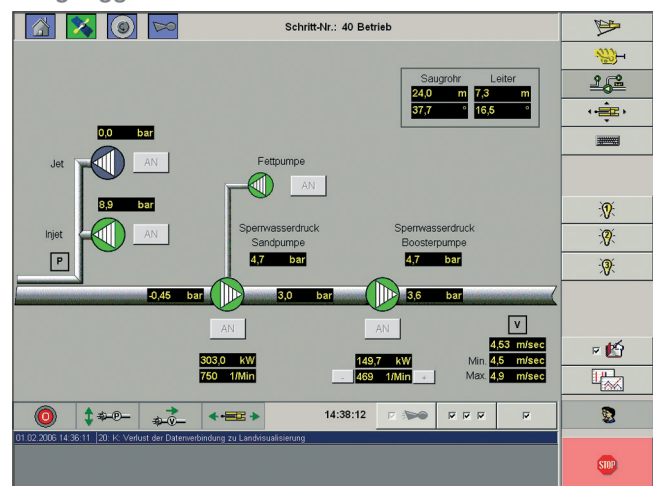 Schritt-Nr.: 40 Betrieb
Saugrohr Leiter
24,0 m 7,3 m
37,7 ° 16,5 °
0,0 bar
Jet AN
Fettpumpe
AN
8,9 bar
Injet AN
P
Sperrwasserdruck
Sandpumpe
4,7 bar
Sperrwasserdruck
Boosterpumpe
4,7 bar
-0,45 bar 3,0 bar 3,6 bar
AN AN
V
4,53 m/sec
303,0 kW
750 1/Min
149,7 kW
- 469 1/Min +
Min. 4,5 m/sec
Max. 4,9 m/sec
1
2
3
0 P V 14:38:12
01.02.2006 14:36:11 20: K: Verlust der Datenverbindung zu Landvisualisierung
STOP